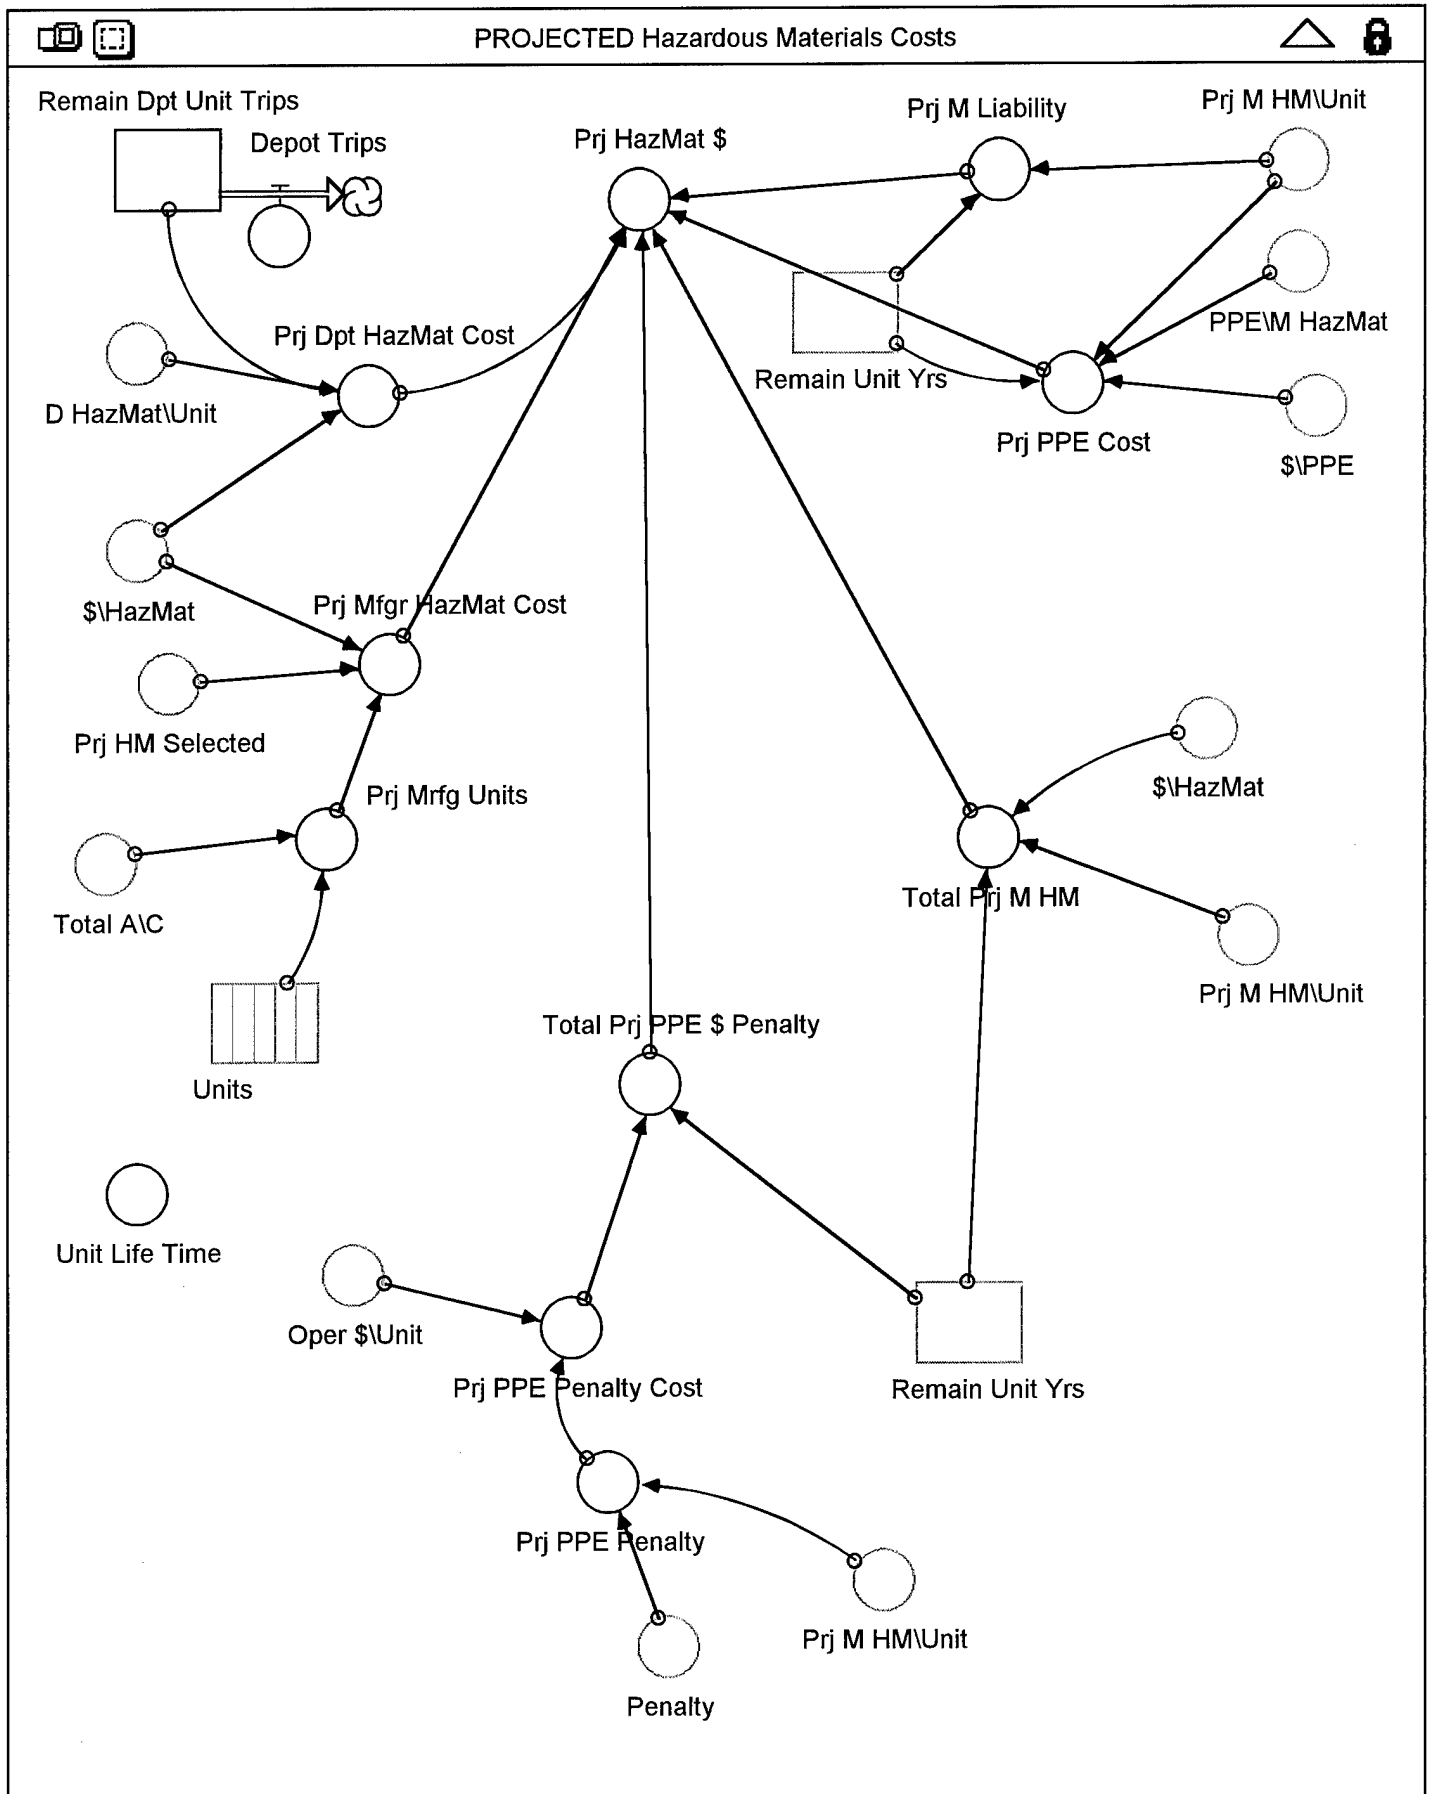 PROJECTED Hazardous Materials Costs
Remain Dpt Unit Trips
Depot Trips
Prj HazMat $
Prj M Liability
Prj M HM\Unit
PPE\M HazMat
Prj Dpt HazMat Cost
D HazMat\Unit
Remain Unit Yrs
Prj PPE Cost
$\PPE
$\HazMat
Prj Mfgr HazMat Cost
Prj HM Selected
Prj Mrfg Units
$\HazMat
Total A\C
Total Prj M HM
Prj M HM\Unit
Total Prj PPE $ Penalty
Units
Unit Life Time
Oper $\Unit
Prj PPE Penalty Cost
Remain Unit Yrs
Prj PPE Penalty
Prj M HM\Unit
Penalty